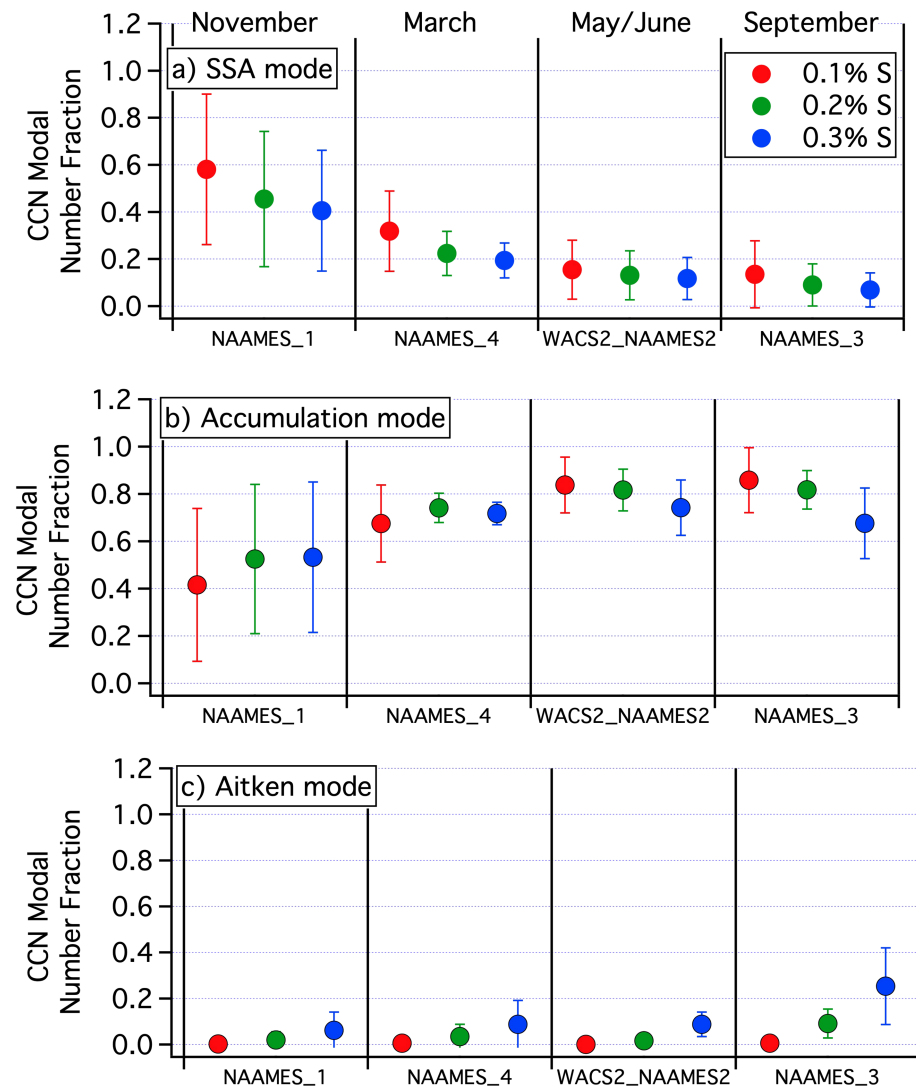 November March May/June September
a) SSA mode
0.1% S
0.2% S
0.3% S
CCN Modal
Number Fraction
1.2
1.0
0.8
0.6
0.4
0.2
0.0
NAAMES_1 NAAMES_4 WACS2_NAAMES2 NAAMES_3
b) Accumulation mode
CCN Modal
Number Fraction
1.2
1.0
0.8
0.6
0.4
0.2
0.0
NAAMES_1 NAAMES_4 WACS2_NAAMES2 NAAMES_3
c) Aitken mode
CCN Modal
Number Fraction
1.2
1.0
0.8
0.6
0.4
0.2
0.0
NAAMES_1 NAAMES_4 WACS2_NAAMES2 NAAMES_3